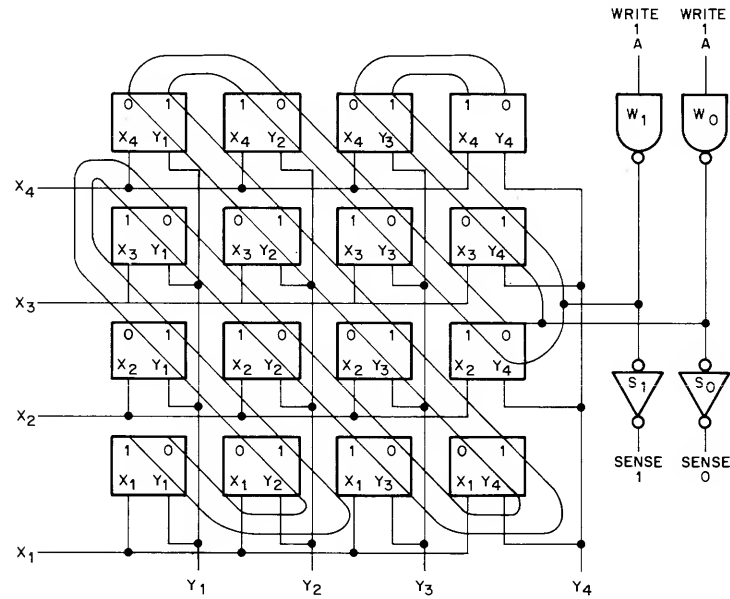 WRITE WRITE
1 1
A A
0 1 1 0 0 1 1 0
W₁ W₀
X₄ Y₁ X₄ Y₂ X₄ Y₃ X₄ Y₄
X₄
1 0 0 1 1 0 0 1
X₃ Y₁ X₃ Y₂ X₃ Y₃ X₃ Y₄
X₃
0 1 1 0 0 1 1 0
X₂ Y₁ X₂ Y₂ X₂ Y₃ X₂ Y₄
S₁ S₀
X₂
1 0 0 1 1 0 0 1
SENSE SENSE
1 0
X₁ Y₁ X₁ Y₂ X₁ Y₃ X₁ Y₄
X₁
Y₁ Y₂ Y₃ Y₄